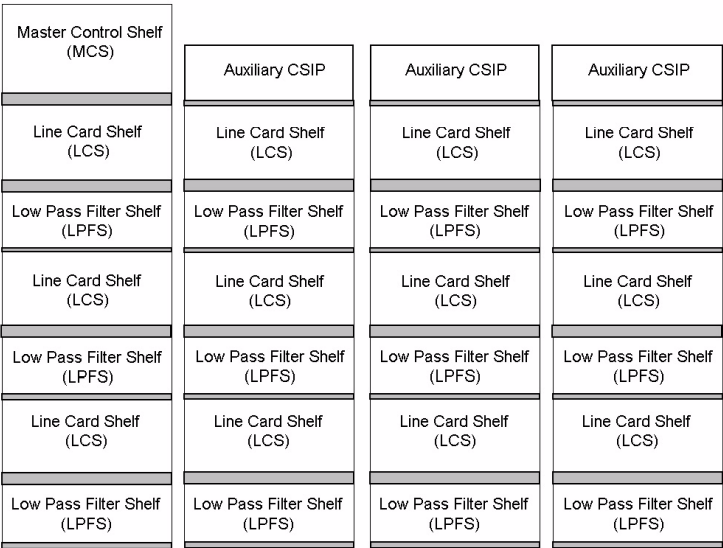 Master Control Shelf
(MCS)
Auxiliary CSIP
Auxiliary CSIP
Auxiliary CSIP
Line Card Shelf
(LCS)
Line Card Shelf
(LCS)
Line Card Shelf
(LCS)
Line Card Shelf
(LCS)
Low Pass Filter Shelf
(LPFS)
Low Pass Filter Shelf
(LPFS)
Low Pass Filter Shelf
(LPFS)
Low Pass Filter Shelf
(LPFS)
Line Card Shelf
(LCS)
Line Card Shelf
(LCS)
Line Card Shelf
(LCS)
Line Card Shelf
(LCS)
Low Pass Filter Shelf
(LPFS)
Low Pass Filter Shelf
(LPFS)
Low Pass Filter Shelf
(LPFS)
Low Pass Filter Shelf
(LPFS)
Line Card Shelf
(LCS)
Line Card Shelf
(LCS)
Line Card Shelf
(LCS)
Line Card Shelf
(LCS)
Low Pass Filter Shelf
(LPFS)
Low Pass Filter Shelf
(LPFS)
Low Pass Filter Shelf
(LPFS)
Low Pass Filter Shelf
(LPFS)